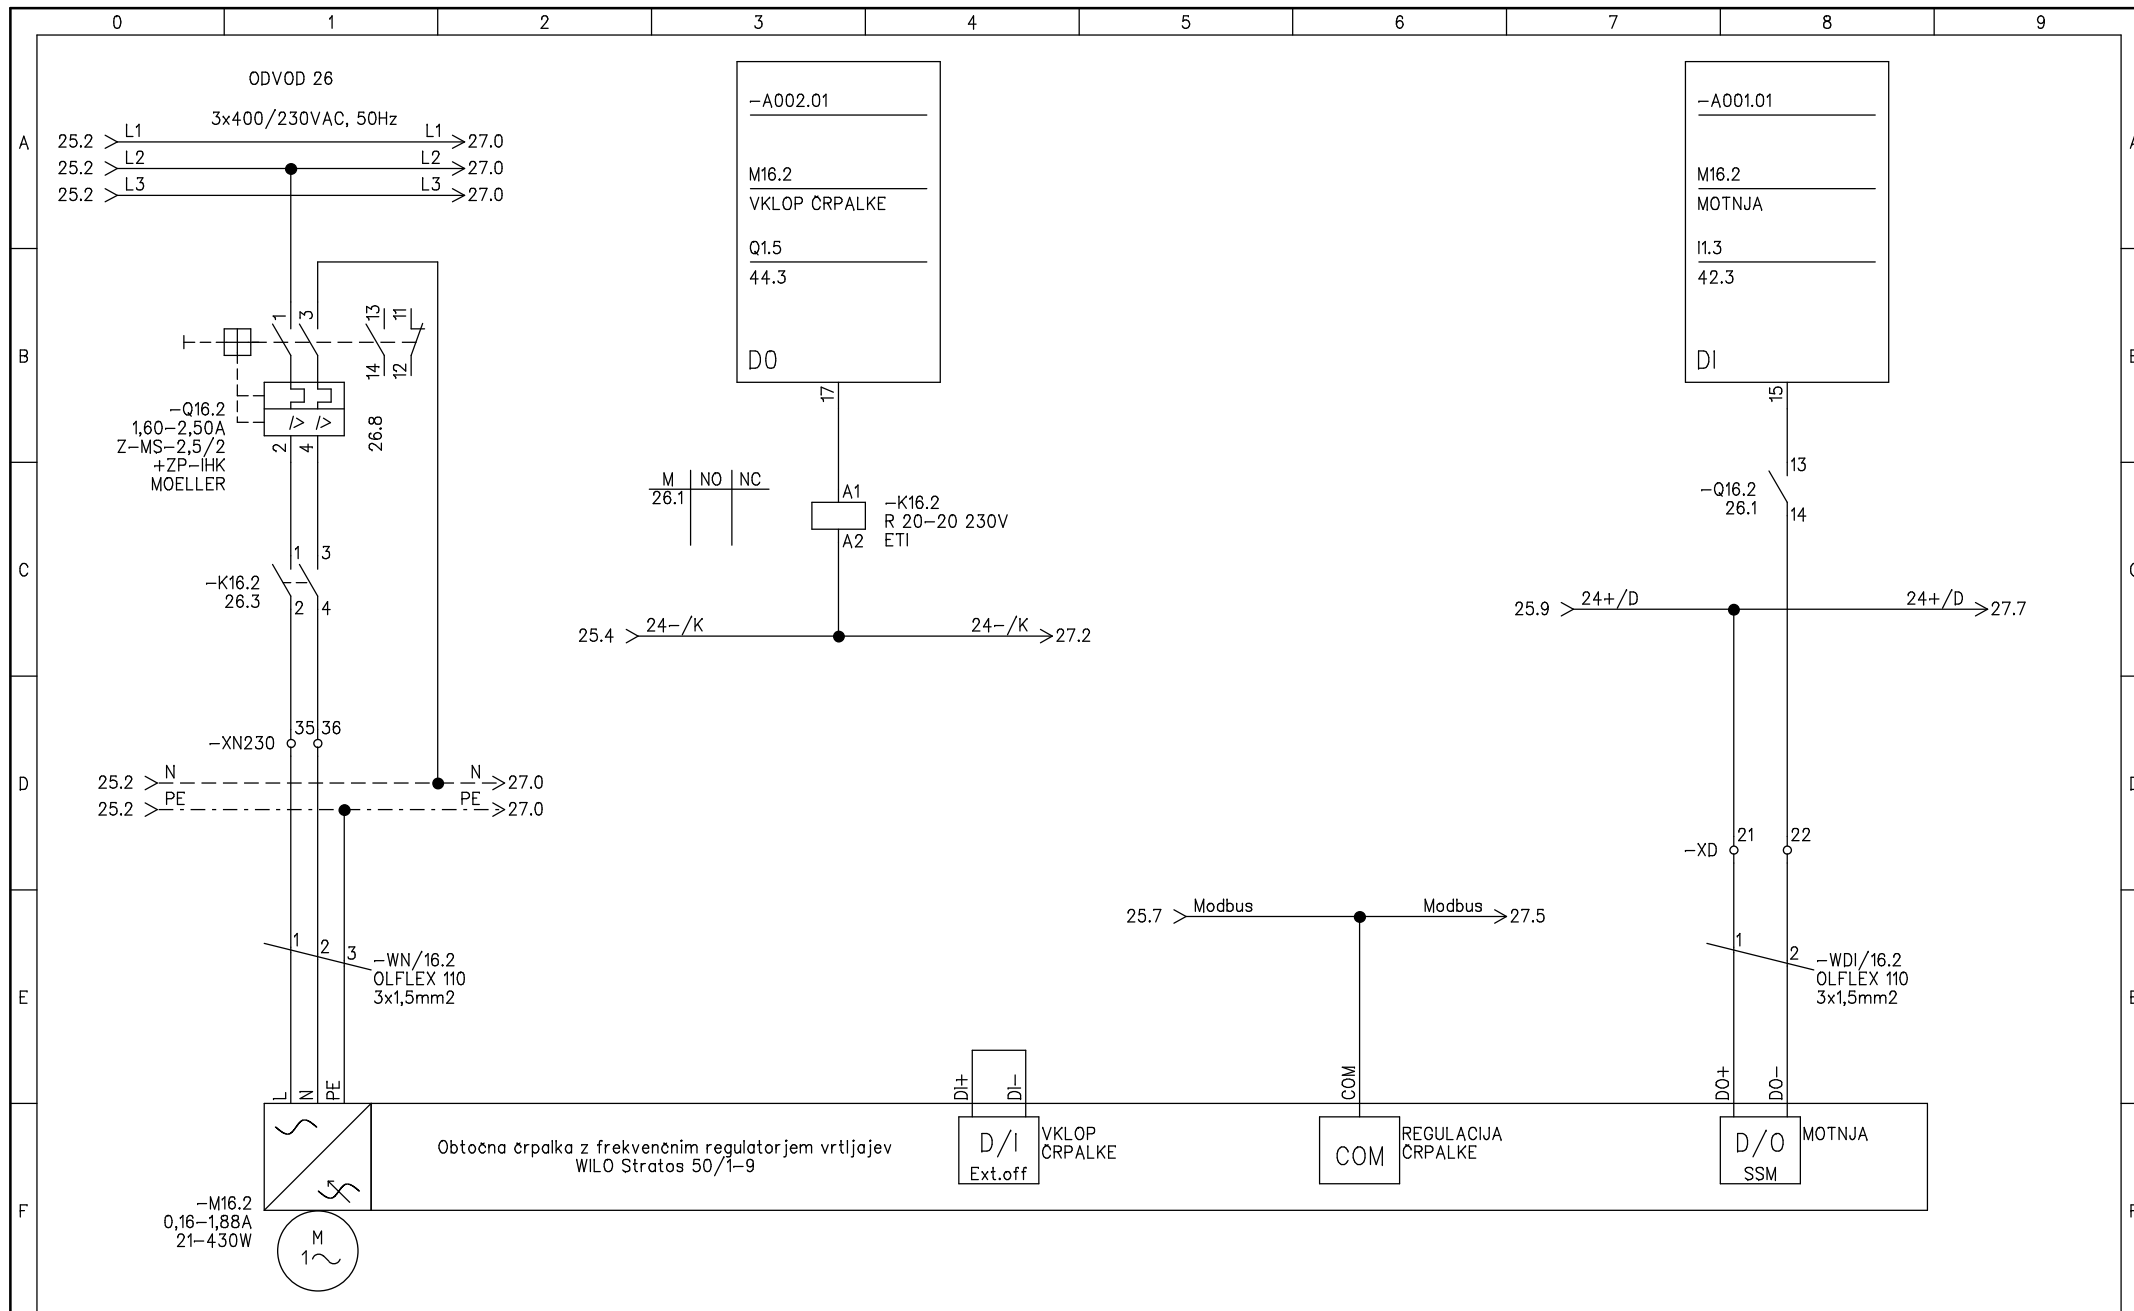 0 1 2 3 4 5 6 7 8 9
A
B
C
D
E
F
ODVOD 26
3x400/230VAC, 50Hz
25.2 L1 L1 27.0
25.2 L2 L2 27.0
25.2 L3 L3 27.0
1 3 13 11
14 12
-Q16.2
1,60-2,50A
Z-MS-2,5/2
+ZP-IHK
MOELLER
I> I>
2 4
26.8
1 3
-K16.2
26.3
2 4
-XN230 35 36
25.2 N N 27.0
25.2 PE PE 27.0
1 2 3
-WN/16.2
OLFLEX 110
3x1,5mm2
L N PE
-M16.2
0,16-1,88A
21-430W
M
1
Obtočna črpalka z frekvenčnim regulatorjem vrtljajev
WILO Stratos 50/1-9
-A002.01
M16.2
VKLOP ČRPALKE
Q1.5
44.3
DO
17
M NO NC
26.1
A1
A2
-K16.2
R 20-20 230V
ETI
25.4 24-/K 24-/K 27.2
DI+ DI-
D/I
Ext.off
VKLOP
ČRPALKE
25.7 Modbus Modbus 27.5
COM
COM
REGULACIJA
ČRPALKE
-A001.01
M16.2
MOTNJA
I1.3
42.3
DI
15
13
-Q16.2
26.1
14
25.9 24+/D 24+/D 27.7
-XD 21 22
1 2
-WDI/16.2
OLFLEX 110
3x1,5mm2
DO+ DO-
D/O
SSM
MOTNJA